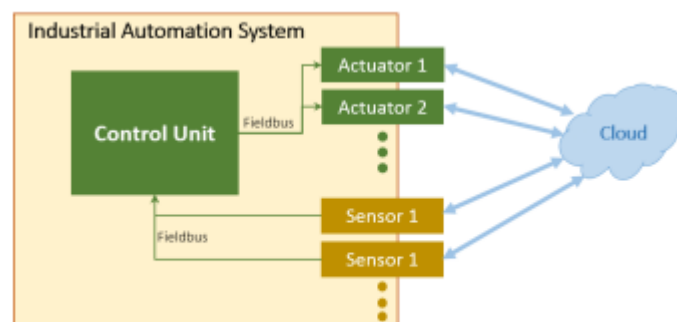 Industrial Automation System
Actuator 1
Actuator 2
Control Unit
Fieldbus
Cloud
Sensor 1
Fieldbus
Sensor 1